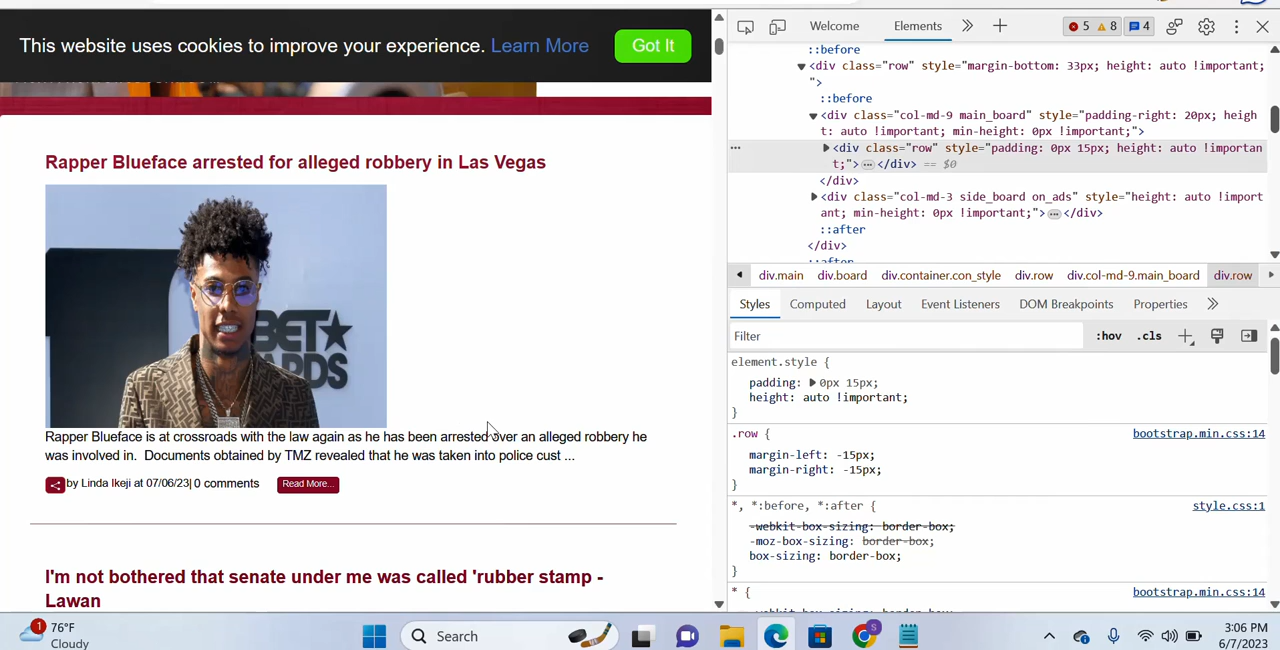 This website uses cookies to improve your experience. Learn More Got It
Rapper Blueface arrested for alleged robbery in Las Vegas
BET
Rapper Blueface is at crossroads with the law again as he has been arrested over an alleged robbery he
was involved in. Documents obtained by TMZ revealed that he was taken into police cust ...
by Linda Ikeji at 07/06/23| 0 comments Read More...
I'm not bothered that senate under me was called 'rubber stamp -
Lawan
Welcome Elements 5 8 4
::before
<div class="row" style="margin-bottom: 33px; height: auto !important;
">
::before
<div class="col-md-9 main_board" style="padding-right: 20px; heigh
t: auto !important; min-height: 0px !important;">
<div class="row" style="padding: 0px 15px; height: auto !importan
t;"> ... </div> == $0
</div>
<div class="col-md-3 side_board on_ads" style="height: auto !import
ant; min-height: 0px !important;"> ... </div>
::after
</div>
::after
div.main div.board div.container.con_style div.row div.col-md-9.main_board div.row
Styles Computed Layout Event Listeners DOM Breakpoints Properties
Filter :hov .cls
element.style {
padding: 0px 15px;
height: auto !important;
}
.row { bootstrap.min.css:14
margin-left: -15px;
margin-right: -15px;
}
*, *:before, *:after { style.css:1
-webkit-box-sizing: border-box;
-moz-box-sizing: border-box;
box-sizing: border-box;
}
* { bootstrap.min.css:14
1
76°F
Cloudy
Search
S
3:06 PM
6/7/2023